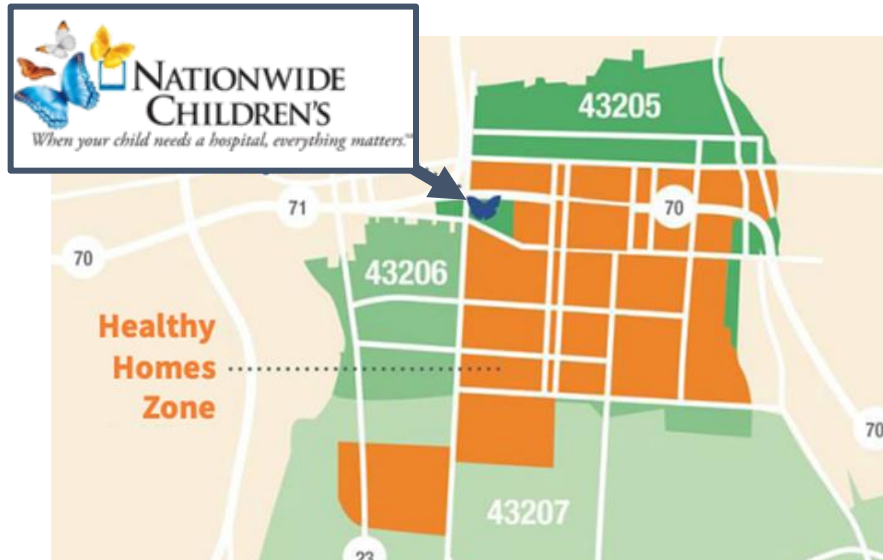 NATIONWIDE
CHILDREN'S
When your child needs a hospital, everything matters.℠
43205
71
70
70
43206
Healthy
Homes
Zone
70
43207
23